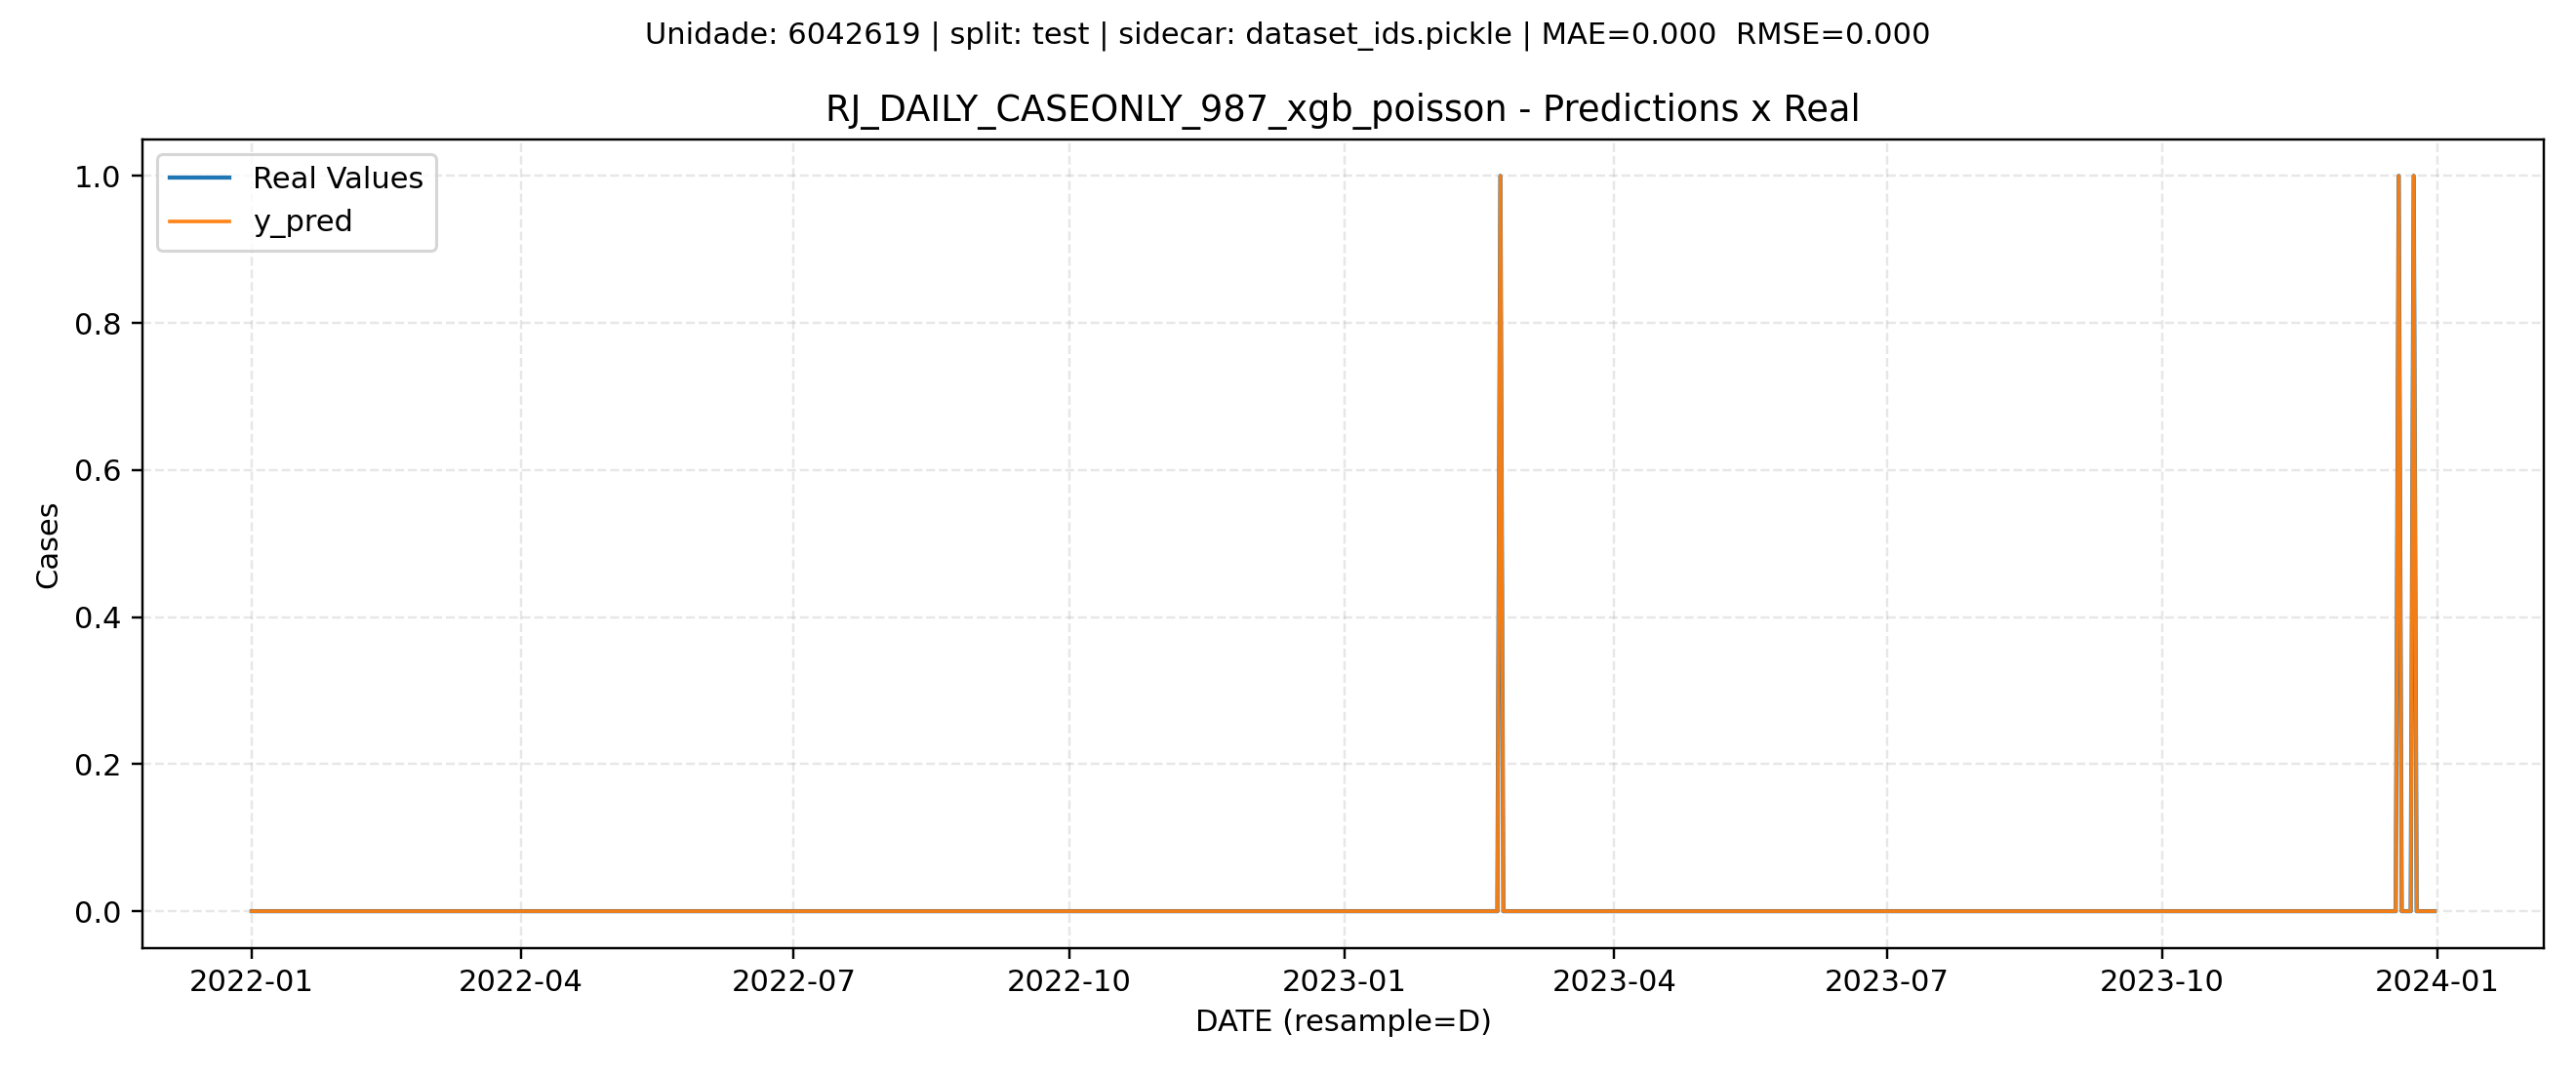 Unidade: 6042619 | split: test | sidecar: dataset_ids.pickle | MAE=0.000  RMSE=0.000
RJ_DAILY_CASEONLY_987_xgb_poisson - Predictions x Real
Real Values
y_pred
1.0
0.8
0.6
0.4
0.2
0.0
Cases
2022-01
2022-04
2022-07
2022-10
2023-01
2023-04
2023-07
2023-10
2024-01
DATE (resample=D)